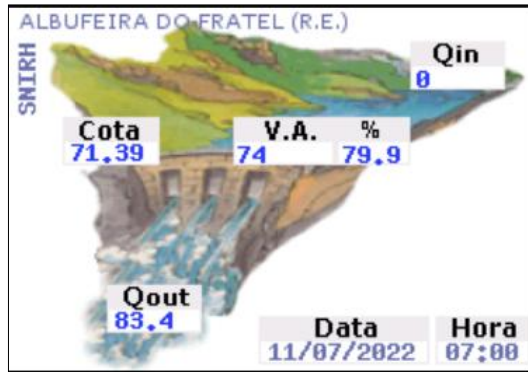 ALBUFEIRA DO FRATEL (R.E.)
SNIRH
Qin
0
Cota
71.39
V.A. %
74 79.9
Qout
83.4
Data Hora
11/07/2022 07:00